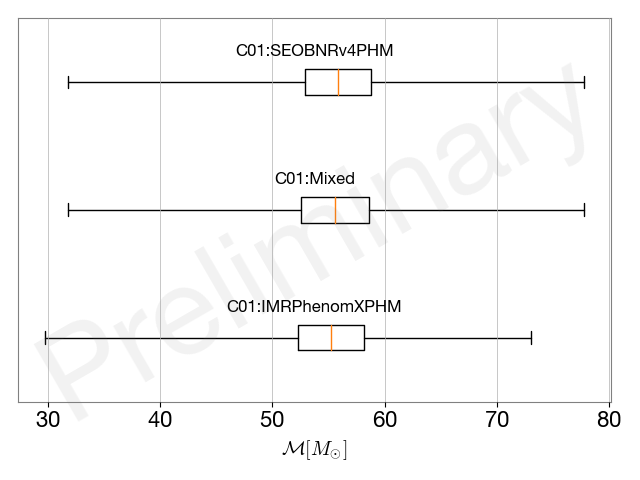 C01:SEOBNRv4PHM
C01:Mixed
C01:IMRPhenomXPHM
Preliminary
30 40 50 60 70 80
ℳ[M☉]